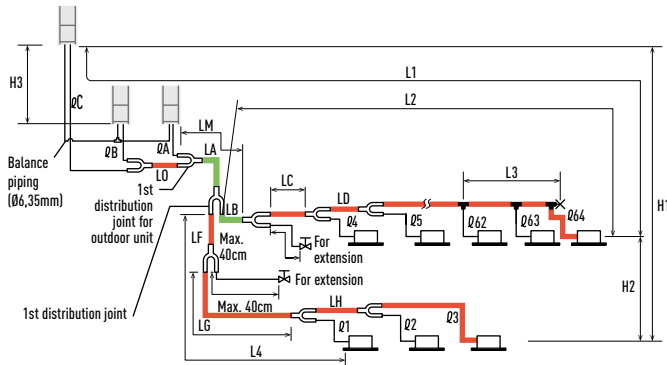 L1
H3
L2
ℓC
LM
ℓB
ℓA
LA
L3
Balance
piping
(Ø6,35mm)
LO
1st
distribution
joint for
outdoor unit
LB
LC
LD
H1
ℓ4
ℓ5
ℓ62
ℓ63
ℓ64
LF
Max.
40cm
For
extension
For extension
H2
1st distribution joint
Max. 40cm
LH
LG
ℓ1
ℓ2
ℓ3
L4